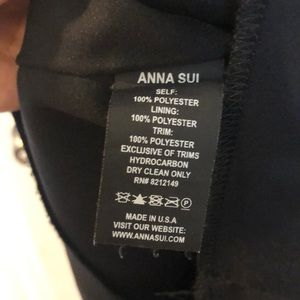 ANNA SUI
SELF:
100% POLYESTER
LINING:
100% POLYESTER
TRIM:
100% POLYESTER
EXCLUSIVE OF TRIMS
HYDROCARBON
DRY CLEAN ONLY
RN# 8212149
P
MADE IN U.S.A
VISIT OUR WEBSITE:
WWW.ANNASUI.COM